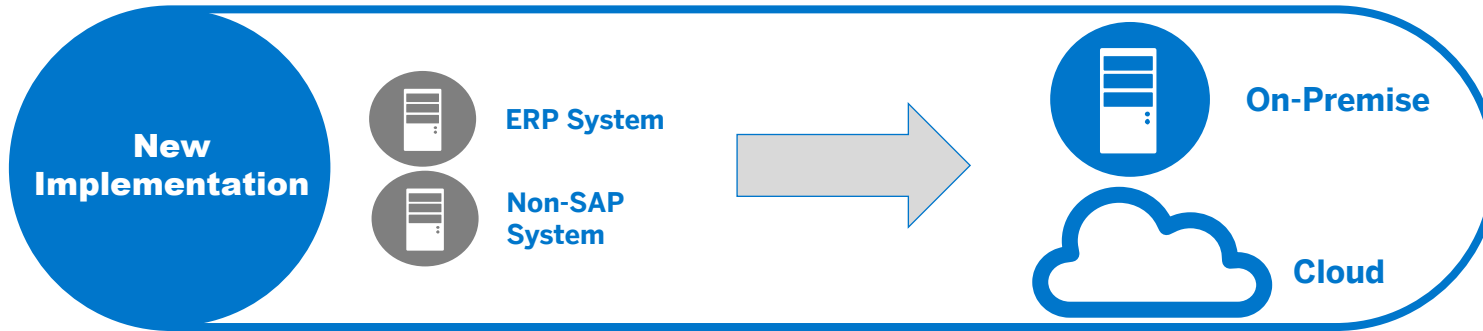 New
Implementation
ERP System
Non-SAP
System
On-Premise
Cloud